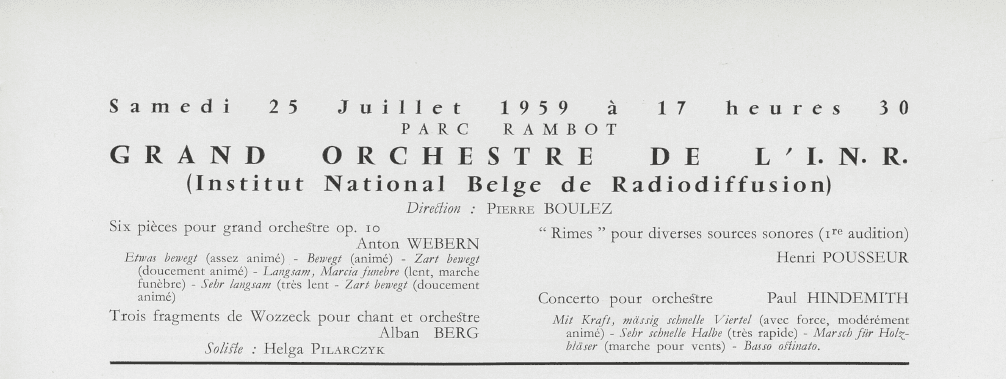 Samedi 25 Juillet 1959 à 17 heures 30
PARC RAMBOT
GRAND ORCHESTRE DE L'I.N.R.
(Institut National Belge de Radiodiffusion)
Direction : PIERRE BOULEZ
Six pièces pour grand orchestre op. 10
Anton WEBERN
Etwas bewegt (assez animé) - Bewegt (animé) - Zart bewegt
(doucement animé) - Langsam, Marcia funebre (lent, marche
funèbre) - Sehr langsam (très lent - Zart bewegt (doucement
animé)
Trois fragments de Wozzeck pour chant et orchestre
Alban BERG
Soliste : Helga PILARCZYK
“ Rimes ” pour diverses sources sonores (1re audition)
Henri POUSSEUR
Concerto pour orchestre Paul HINDEMITH
Mit Kraft, mässig schnelle Viertel (avec force, modérément
animé) - Sehr schnelle Halbe (très rapide) - Marsch für Holz-
bläser (marche pour vents) - Basso ostinato.